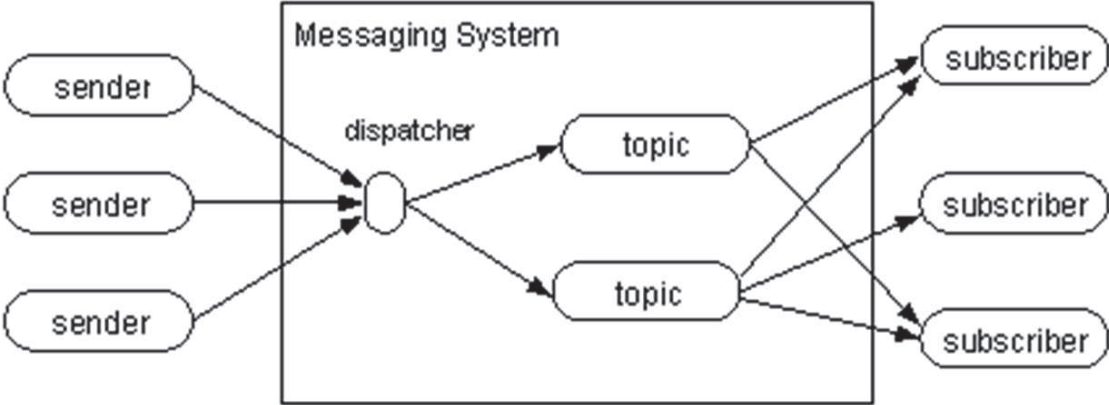 Messaging System
sender
sender
sender
dispatcher
topic
topic
subscriber
subscriber
subscriber